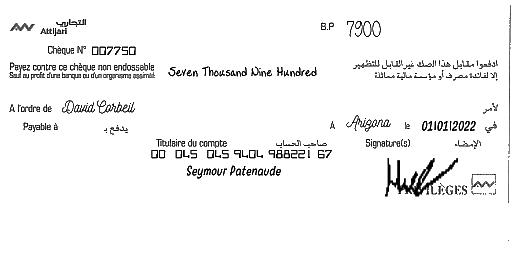 التجاري
Attijari
B.P 7900
Chèque N° 007750
Payez contre ce chèque non endossable
Sauf au profit d'une banque ou d'un organisme assimilé
Seven Thousand Nine Hundred
ادفعوا مقابل هذا الصك غير القابل للتظهير
إلا لفائدة مصرف أو مؤسسة مالية مماثلة
A l'ordre de David Corbeil
لأمر
Payable à
يدفع بـ
A Arizona le 01/01/2022 في
Titulaire du compte صاحب الحساب
Signature(s) الإمضاء
00 045 045 9404 988221 67
Seymour Patenaude
PRIVILÈGES